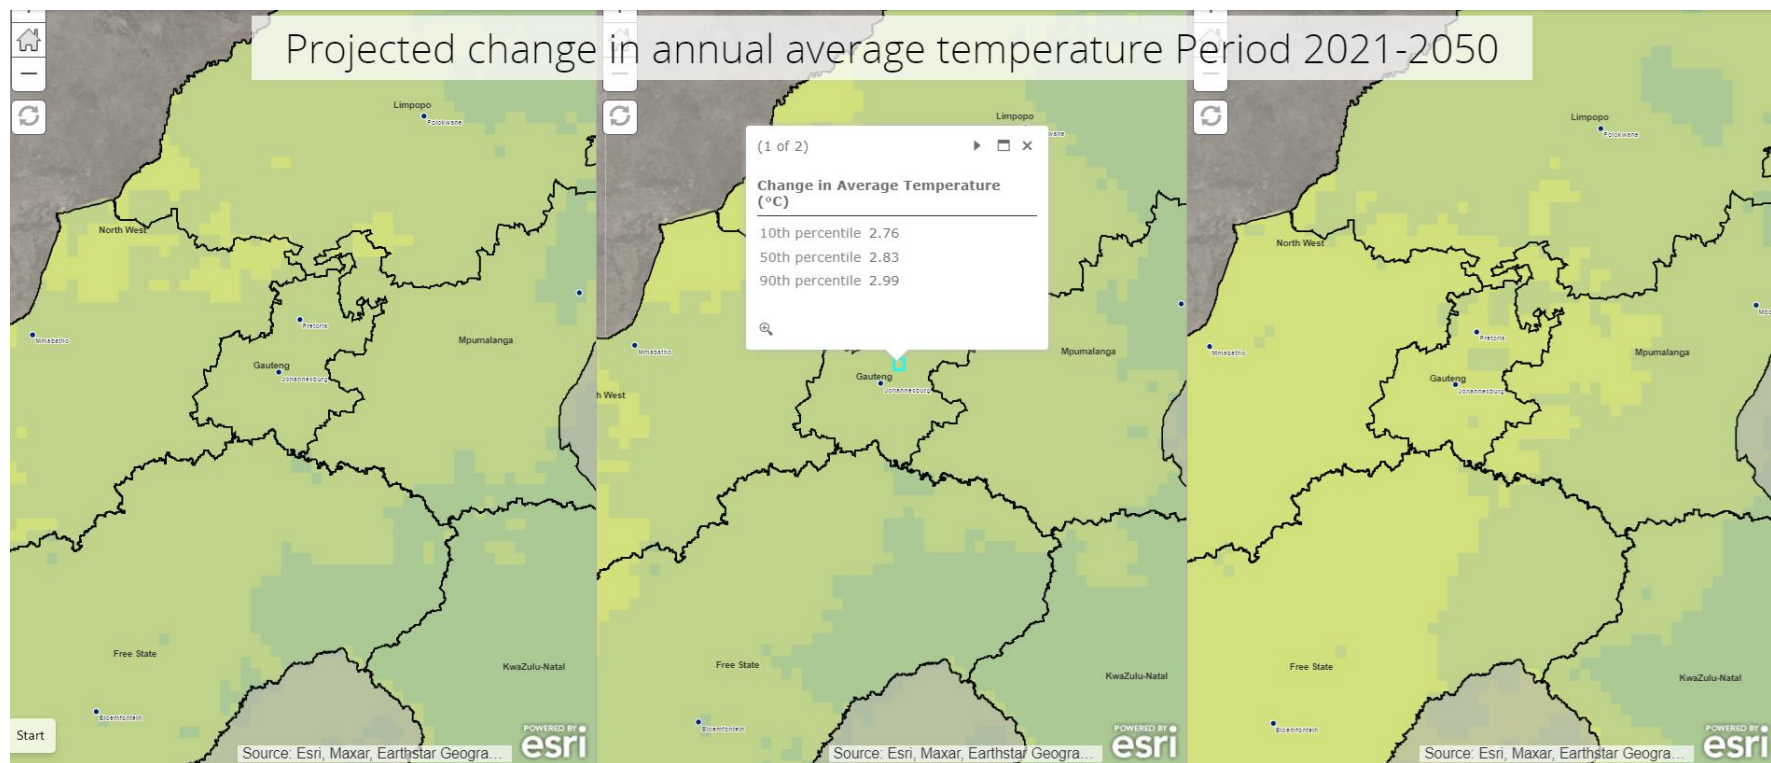 Projected change in annual average temperature Period 2021-2050
Limpopo
Polokwane
North West
Mmabatho
Pretoria
Gauteng
Johannesburg
Mpumalanga
Free State
KwaZulu-Natal
Bloemfontein
Start
POWERED BY
esri
Source: Esri, Maxar, Earthstar Geogra...
Limpopo
wane
(1 of 2)
Change in Average Temperature
(°C)
10th percentile 2.76
50th percentile 2.83
90th percentile 2.99
Mmabatho
Mpumalanga
Gauteng
Johannesburg
h West
Free State
KwaZulu-Natal
Bloemfontein
POWERED BY
esri
Source: Esri, Maxar, Earthstar Geogra...
Limpopo
Polokwane
North West
Mmabatho
Pretoria
Mpumalanga
Gauteng
Johannesburg
Free State
KwaZulu-Natal
Bloemfontein
POWERED BY
esri
Source: Esri, Maxar, Earthstar Geogra...